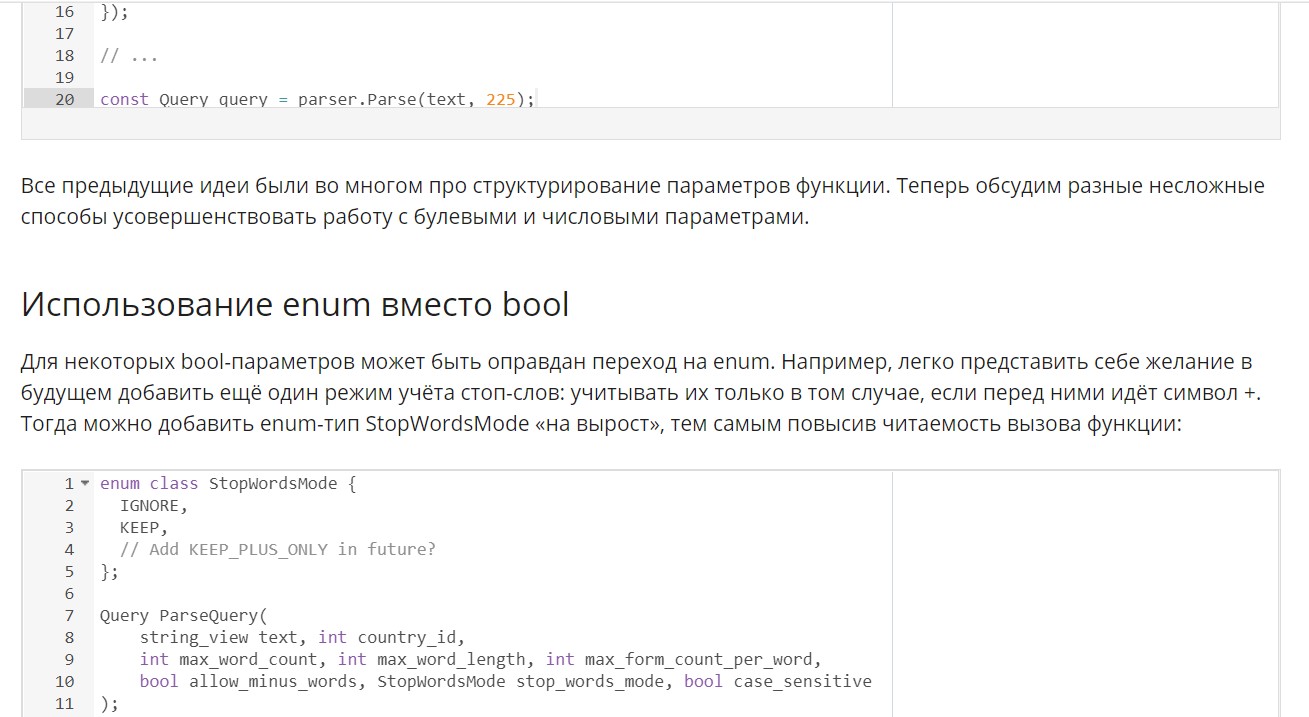 16 });
17
18 // ...
19
20 const Query query = parser.Parse(text, 225);
Все предыдущие идеи были во многом про структурирование параметров функции. Теперь обсудим разные несложные
способы усовершенствовать работу с булевыми и числовыми параметрами.
Использование enum вместо bool
Для некоторых bool-параметров может быть оправдан переход на enum. Например, легко представить себе желание в
будущем добавить ещё один режим учёта стоп-слов: учитывать их только в том случае, если перед ними идёт символ +.
Тогда можно добавить enum-тип StopWordsMode «на вырост», тем самым повысив читаемость вызова функции:
1 enum class StopWordsMode {
2   IGNORE,
3   KEEP,
4   // Add KEEP_PLUS_ONLY in future?
5 };
6
7 Query ParseQuery(
8     string_view text, int country_id,
9     int max_word_count, int max_word_length, int max_form_count_per_word,
10     bool allow_minus_words, StopWordsMode stop_words_mode, bool case_sensitive
11 );